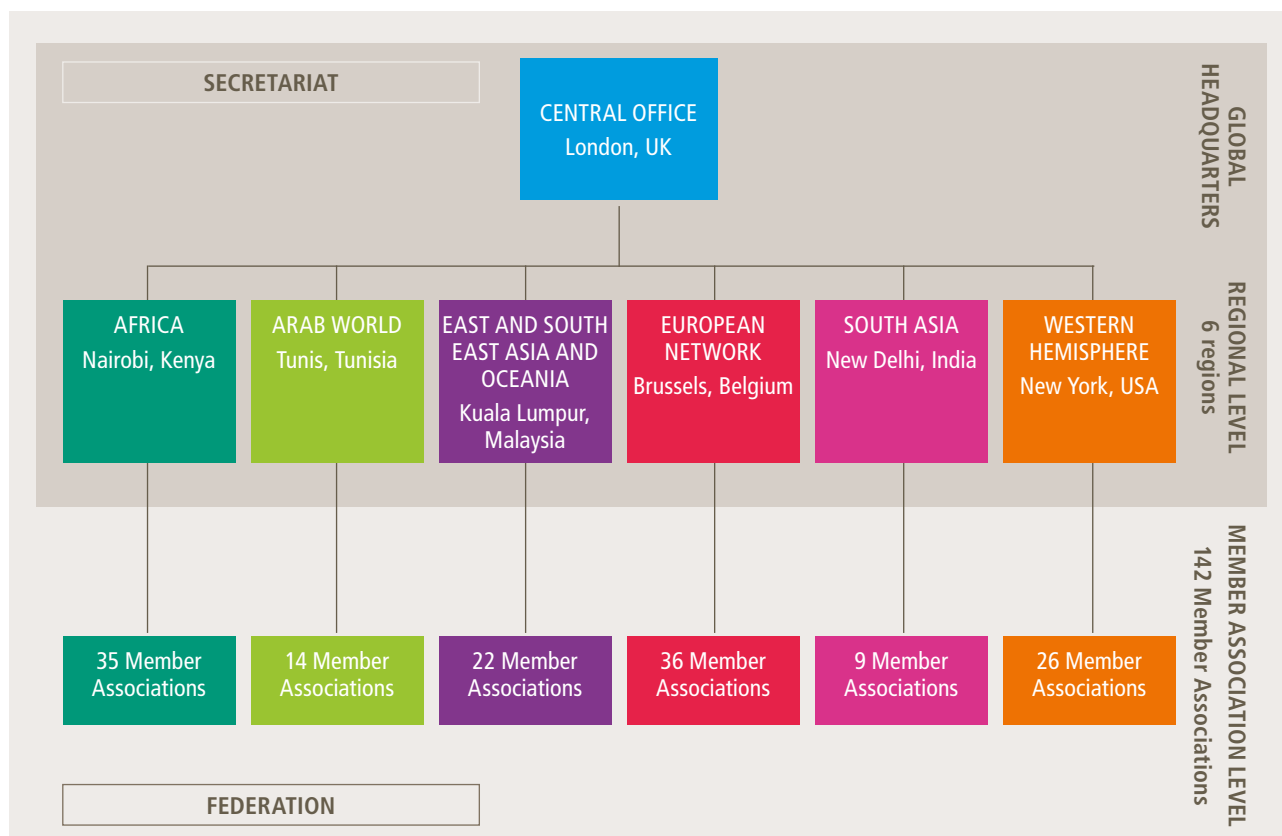 SECRETARIAT
CENTRAL OFFICE
London, UK
GLOBAL
HEADQUARTERS
AFRICA
Nairobi, Kenya
ARAB WORLD
Tunis, Tunisia
EAST AND SOUTH
EAST ASIA AND
OCEANIA
Kuala Lumpur,
Malaysia
EUROPEAN
NETWORK
Brussels, Belgium
SOUTH ASIA
New Delhi, India
WESTERN
HEMISPHERE
New York, USA
REGIONAL LEVEL
6 regions
35 Member
Associations
14 Member
Associations
22 Member
Associations
36 Member
Associations
9 Member
Associations
26 Member
Associations
MEMBER ASSOCIATION LEVEL
142 Member Associations
FEDERATION